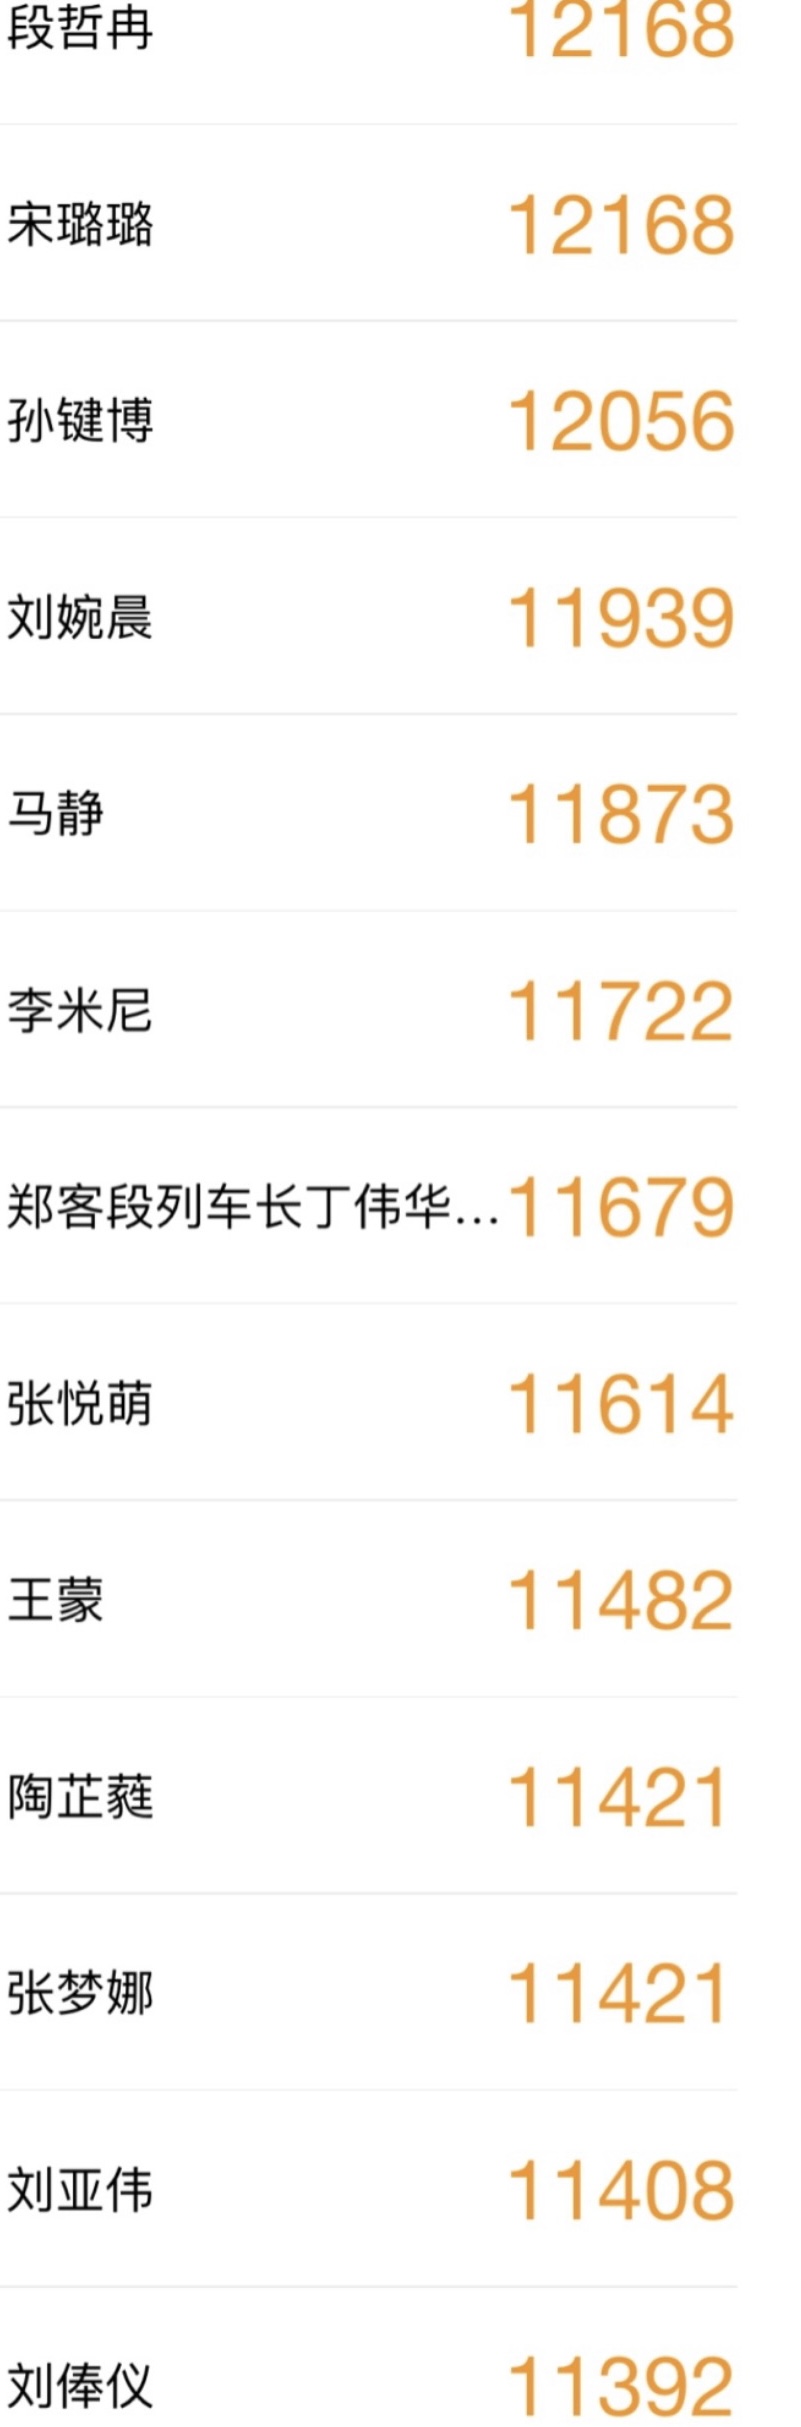 段哲冉 12168
宋璐璐 12168
孙键博 12056
刘婉晨 11939
马静 11873
李米尼 11722
郑客段列车长丁伟华... 11679
张悦萌 11614
王蒙 11482
陶芷蕤 11421
张梦娜 11421
刘亚伟 11408
刘俸仪 11392